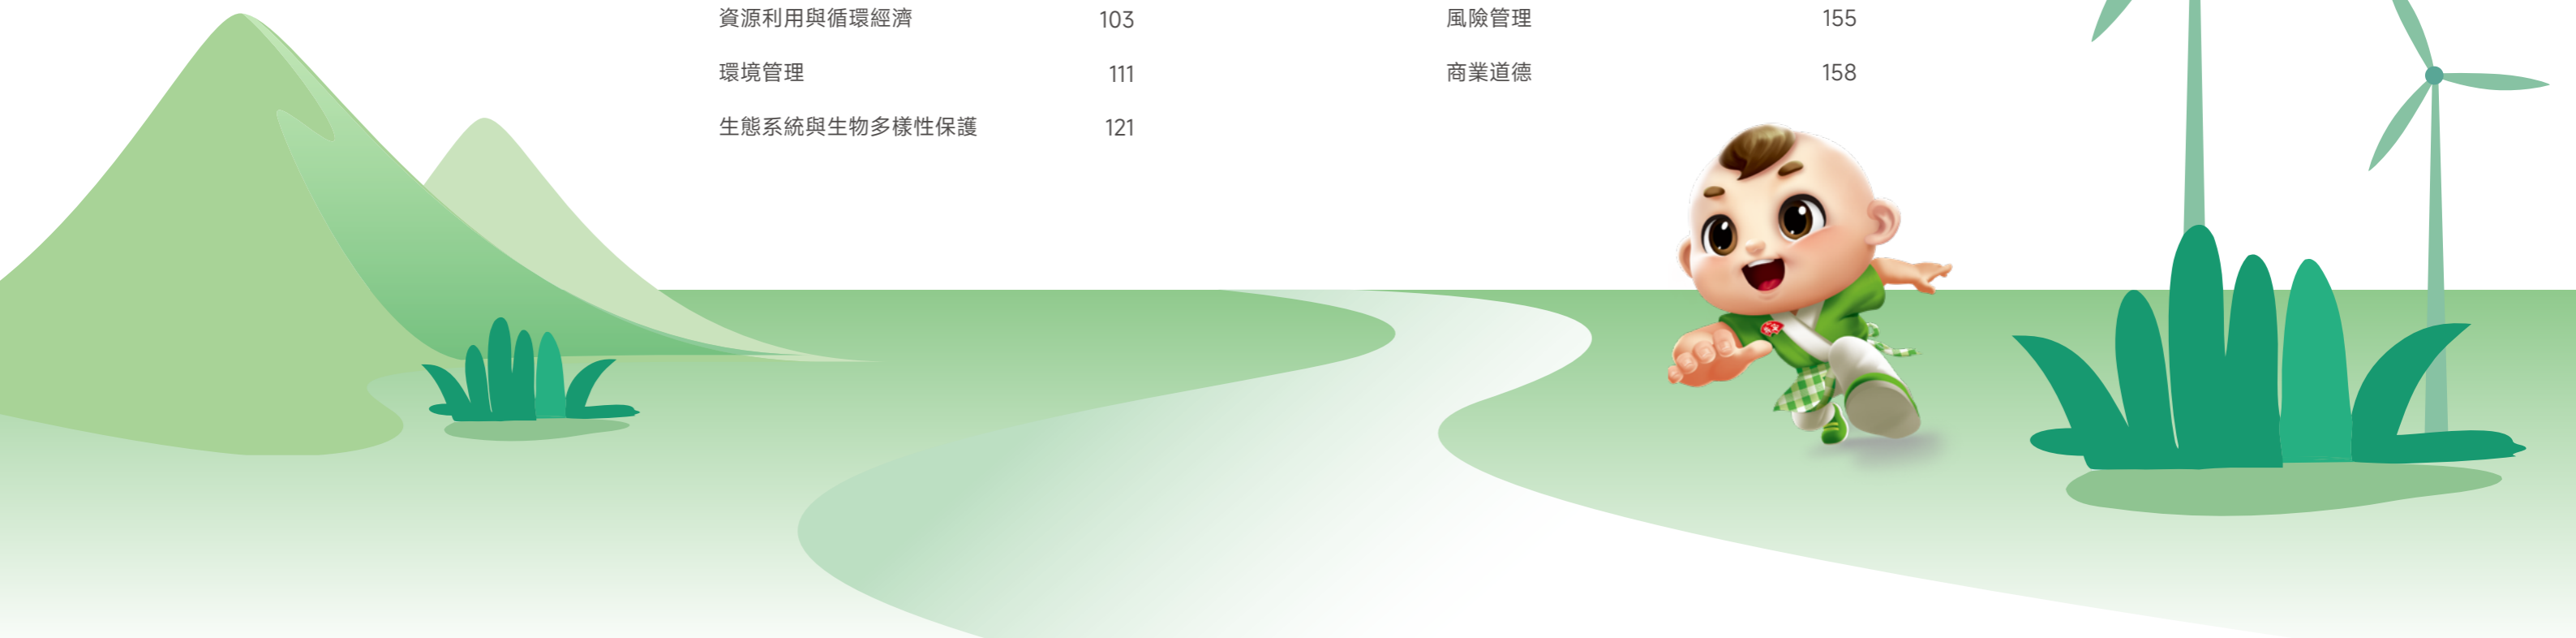 資源利用與循環經濟 103
環境管理 111
生態系統與生物多樣性保護 121
風險管理 155
商業道德 158